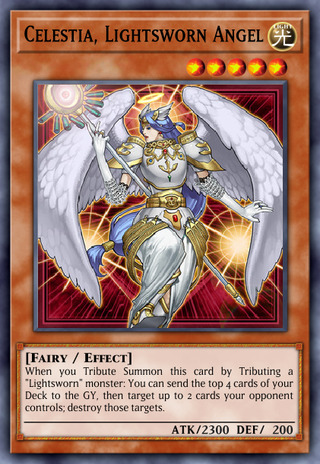 Celestia, Lightsworn Angel
LIGHT
光
[Fairy / Effect]
When you Tribute Summon this card by Tributing a
"Lightsworn" monster: You can send the top 4 cards of your
Deck to the GY, then target up to 2 cards your opponent
controls; destroy those targets.
ATK/2300 DEF/ 200